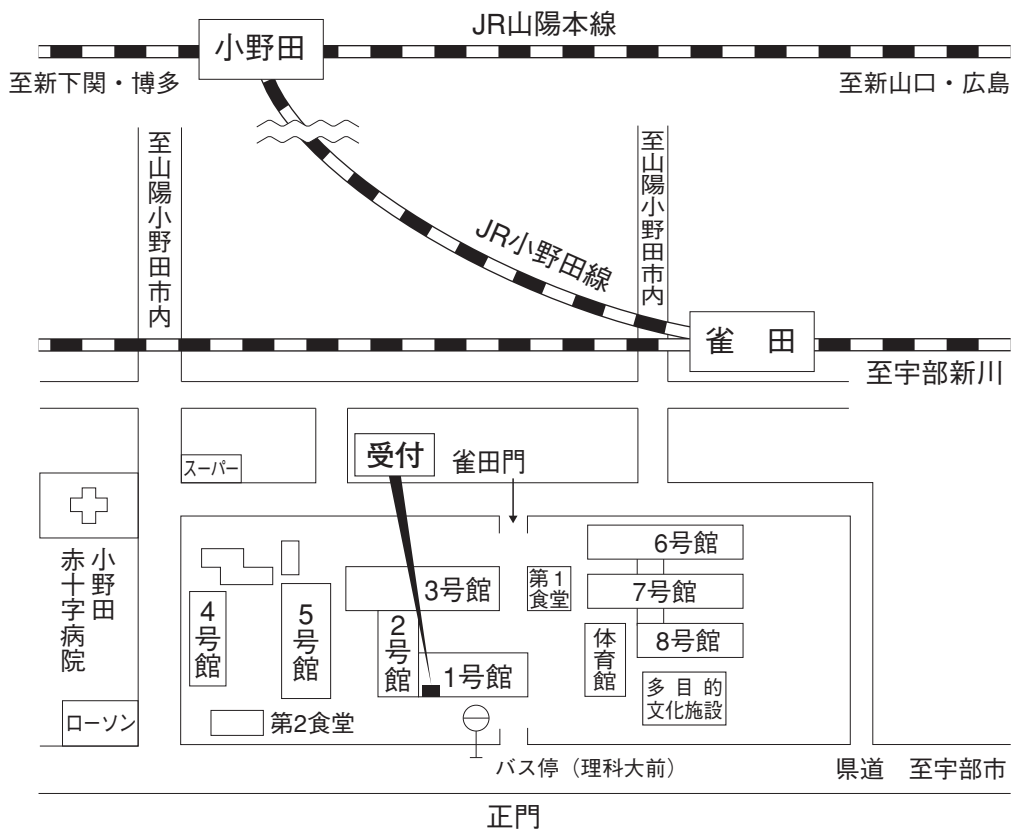 JR山陽本線
小野田
至新下関・博多
至新山口・広島
至山陽小野田市内
至山陽小野田市内
JR小野田線
雀　田
至宇部新川
受付
雀田門
スーパー
小野田
赤十字病院
6号館
3号館
第1
食堂
7号館
4号館
5号館
2号館
体育館
8号館
1号館
多目的
文化施設
ローソン
第2食堂
バス停（理科大前）
県道　至宇部市
正門